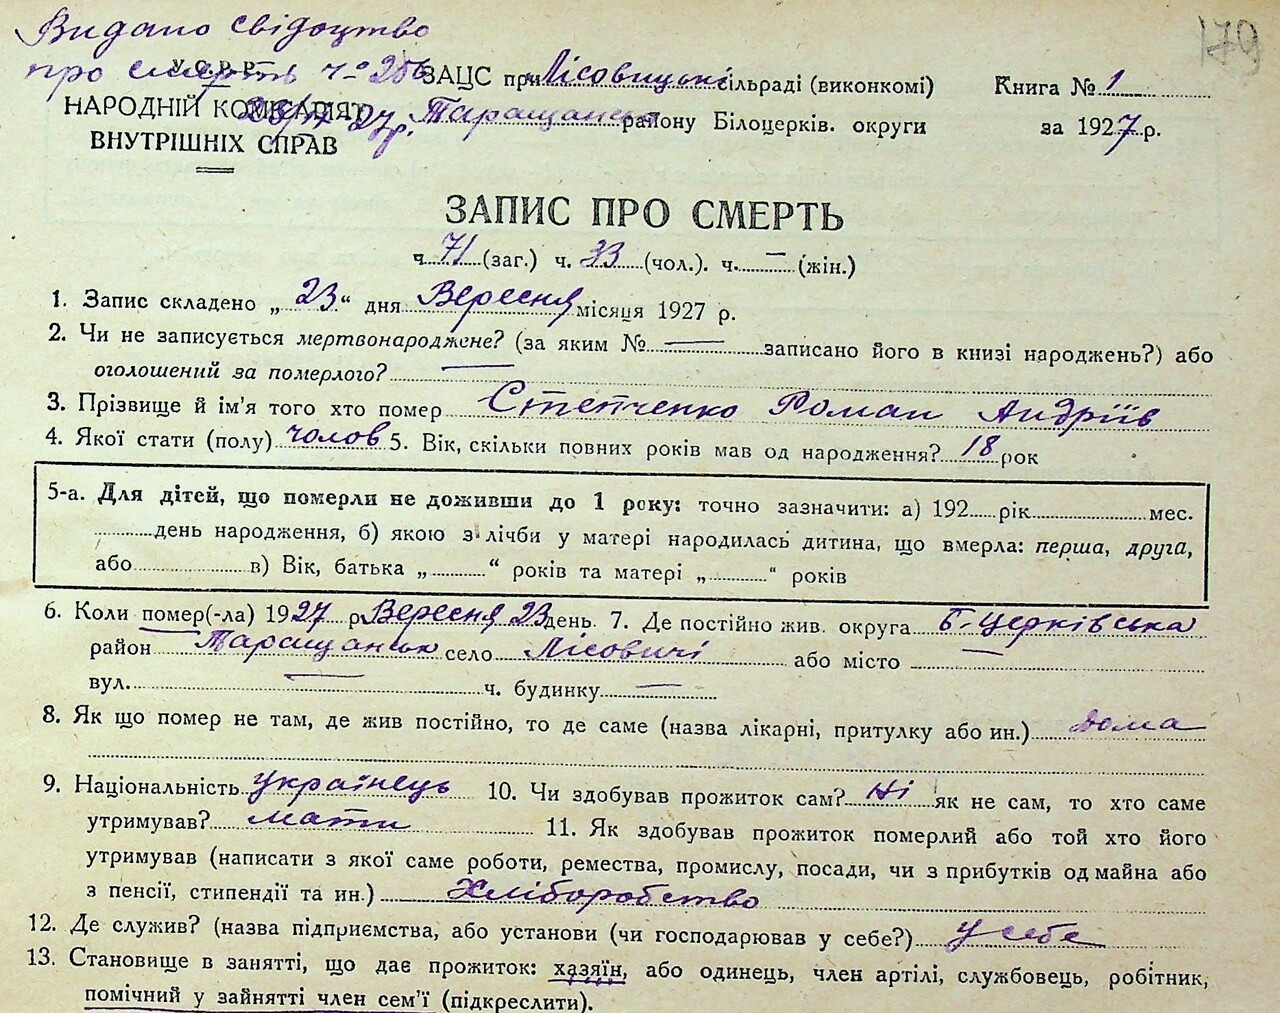 Видано свідоцтво
про смерть ч° 256
179
У.С.Р.Р.
НАРОДНІЙ КОМІСАРІЯТ
ВНУТРІШНІХ СПРАВ
ЗАЦС при Лісовицькі сільраді (виконкомі)
Таращанськ району Білоцерків. округи
Книга № 1
за 1927 р.
ЗАПИС ПРО СМЕРТЬ
ч 71 (заг.) ч. 33 (чол.). ч. — (жін.)
1. Запис складено „23“ дня Вересня місяця 1927 р.
2. Чи не записується мертвонароджене? (за яким № — записано його в книзі народжень?) або
оголошений за померлого? —
3. Прізвище й ім'я того хто помер Степченко Роман Андріїв
4. Якої стати (полу) чолов 5. Вік, скільки повних років мав од народження? 18 рок
5-а. Для дітей, що померли не доживши до 1 року: точно зазначити: а) 192 рік мес.
день народження, б) якою з лічби у матері народилась дитина, що вмерла: перша, друга,
або в) Вік, батька „ “ років та матері „ “ років
6. Коли помер(-ла) 1927 р Вересня 23 день. 7. Де постійно жив. округа Б-Церківська
район Таращанськ село Лісовичі або місто —
вул. — ч. будинку —
8. Як що помер не там, де жив постійно, то де саме (назва лікарні, притулку або ин.) дома
9. Національність українець 10. Чи здобував прожиток сам? Ні як не сам, то хто саме
утримував? мати 11. Як здобував прожиток померлий або той хто його
утримував (написати з якої саме роботи, ремества, промислу, посади, чи з прибутків од майна або
з пенсії, стипендії та ин.) Хліборобство
12. Де служив? (назва підприємства, або установи (чи господарював у себе?) у себе
13. Становище в занятті, що дає прожиток: хазяїн, або одинець, член артілі, службовець, робітник,
помічний у зайнятті член сем'ї (підкреслити).